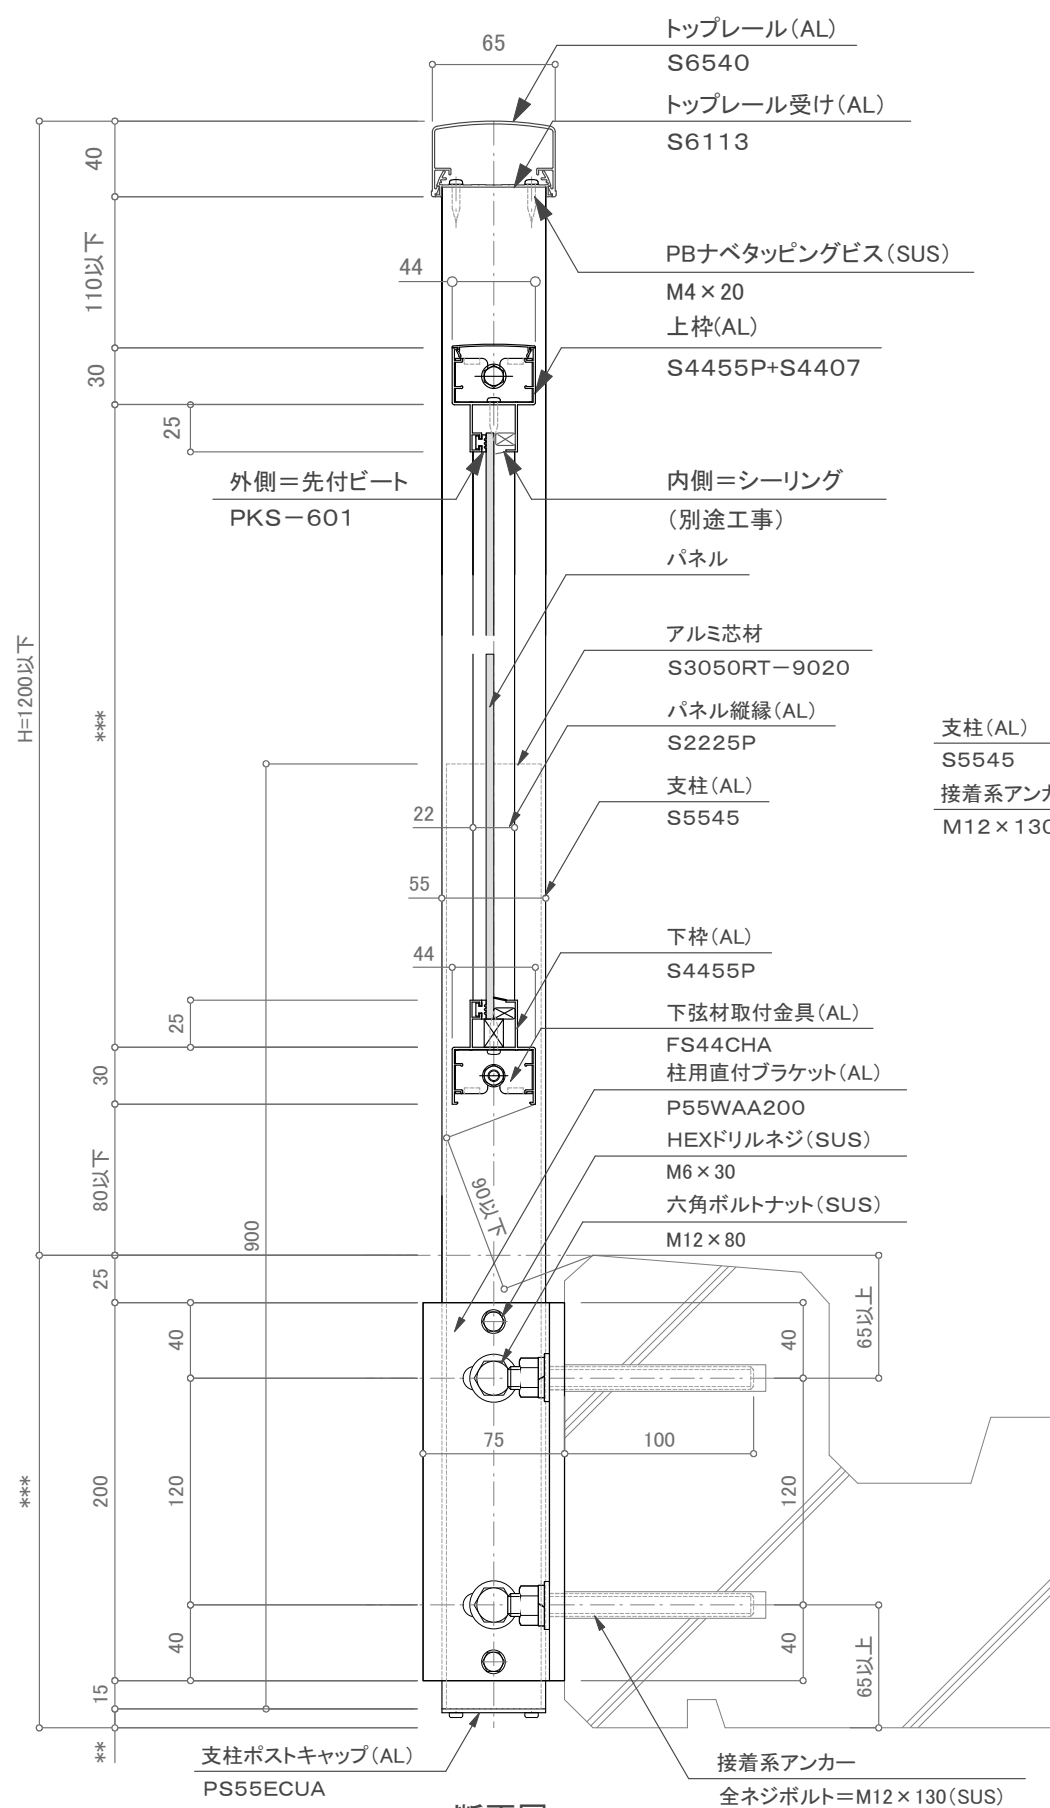 トップレール(AL)
65
S6540
トップレール受け(AL)
S6113
40
110以下
PBナベタッピングビス(SUS)
44
M4×20
上枠(AL)
30
S4455P+S4407
25
外側=先付ビート
PKS-601
内側=シーリング
(別途工事)
パネル
アルミ芯材
S3050RT-9020
H=1200以下
***
パネル縦縁(AL)
S2225P
支柱(AL)
S5545
支柱(AL)
S5545
接着系アンカ
M12×130
22
55
下枠(AL)
44
S4455P
25
下弦材取付金具(AL)
FS44CHA
30
柱用直付ブラケット(AL)
P55WAA200
HEXドリルネジ(SUS)
M6×30
80以下
90以下
六角ボルトナット(SUS)
M12×80
900
25
65以上
40
40
75
100
***
200
120
120
40
40
65以上
15
**
支柱ポストキャップ(AL)
PS55ECUA
接着系アンカー
全ネジボルト=M12×130(SUS)